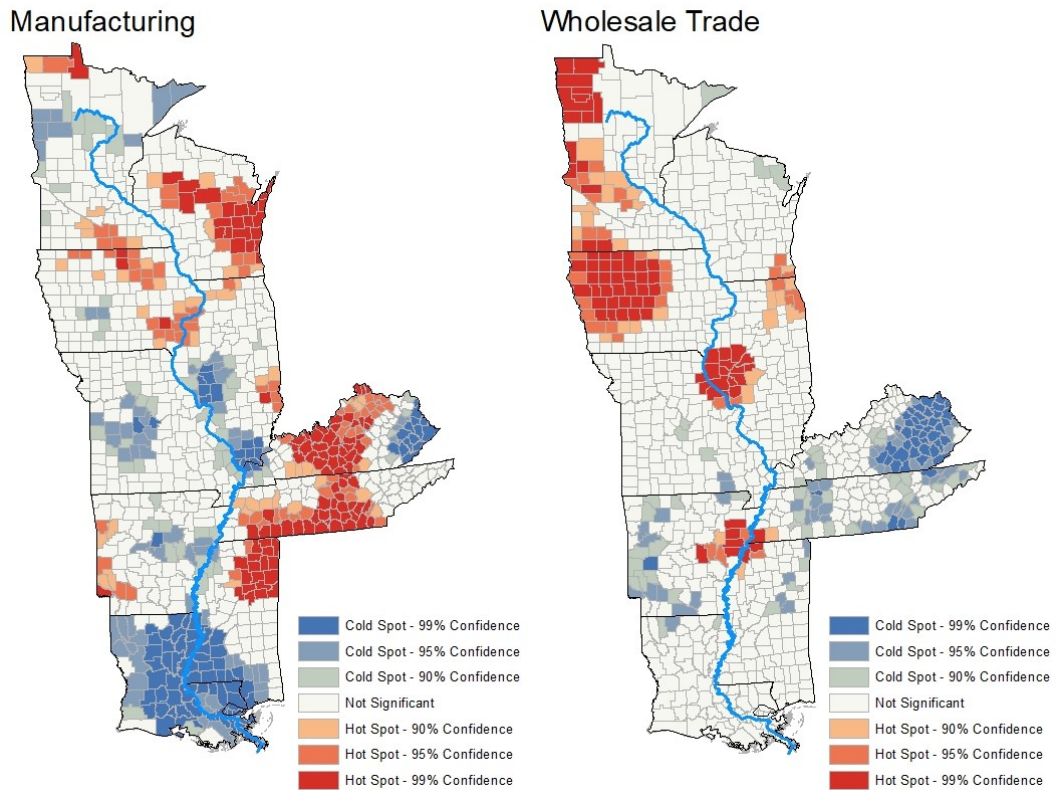 Manufacturing
Wholesale Trade
Cold Spot - 99% Confidence
Cold Spot - 95% Confidence
Cold Spot - 90% Confidence
Not Significant
Hot Spot - 90% Confidence
Hot Spot - 95% Confidence
Hot Spot - 99% Confidence
Cold Spot - 99% Confidence
Cold Spot - 95% Confidence
Cold Spot - 90% Confidence
Not Significant
Hot Spot - 90% Confidence
Hot Spot - 95% Confidence
Hot Spot - 99% Confidence